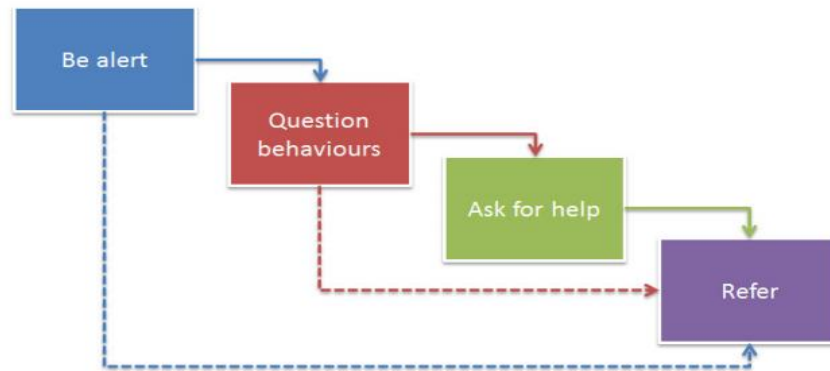 Be alert
Question
behaviours
Ask for help
Refer